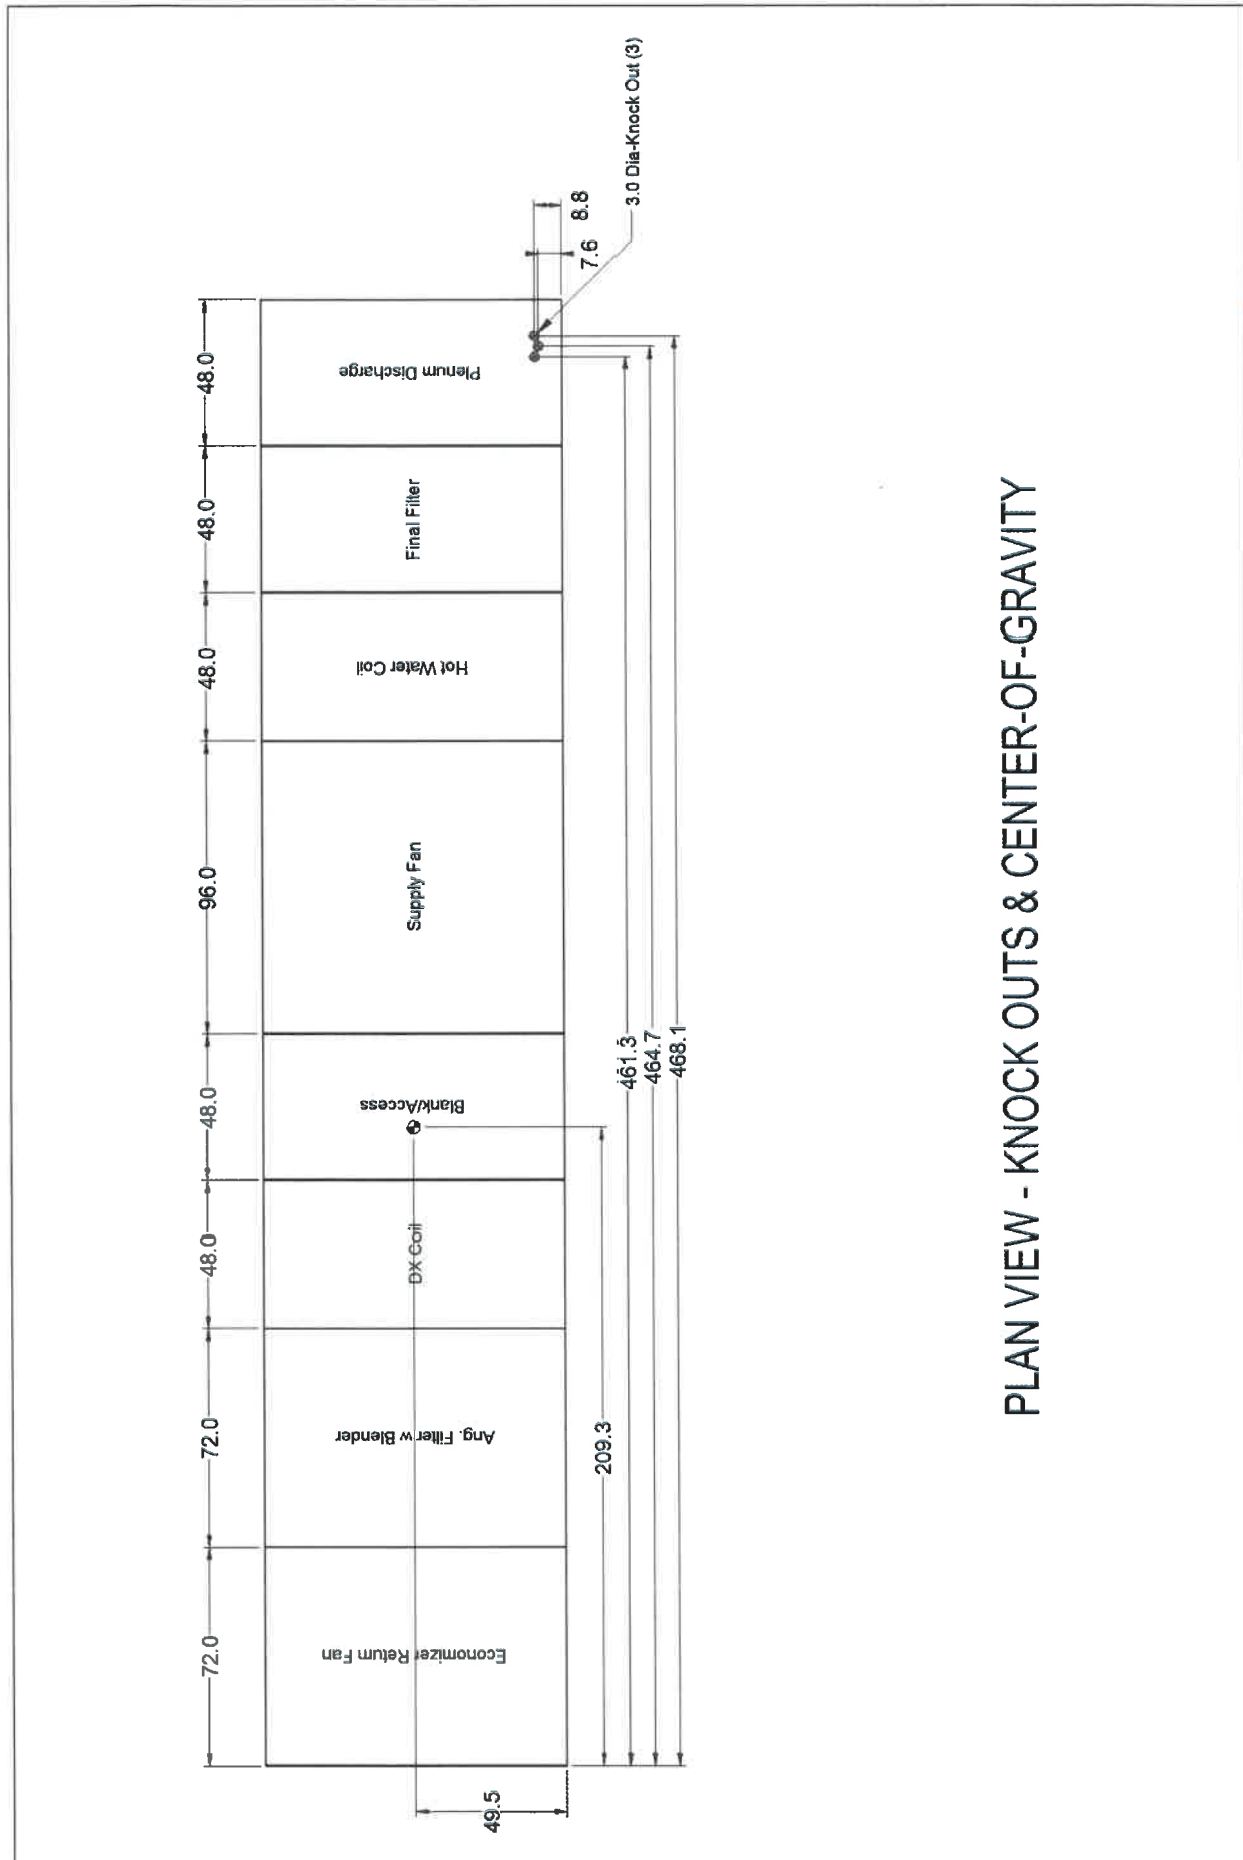 72.0
72.0
48.0
48.0
96.0
48.0
48.0
48.0
Economizer Return Fan
Ang. Filter w Blender
DX Coil
Blank/Access
Supply Fan
Hot Water Coil
Final Filter
Plenum Discharge
49.5
209.3
461.3
464.7
468.1
7.6
8.8
3.0 Dia-Knock Out (3)
PLAN VIEW - KNOCK OUTS & CENTER-OF-GRAVITY